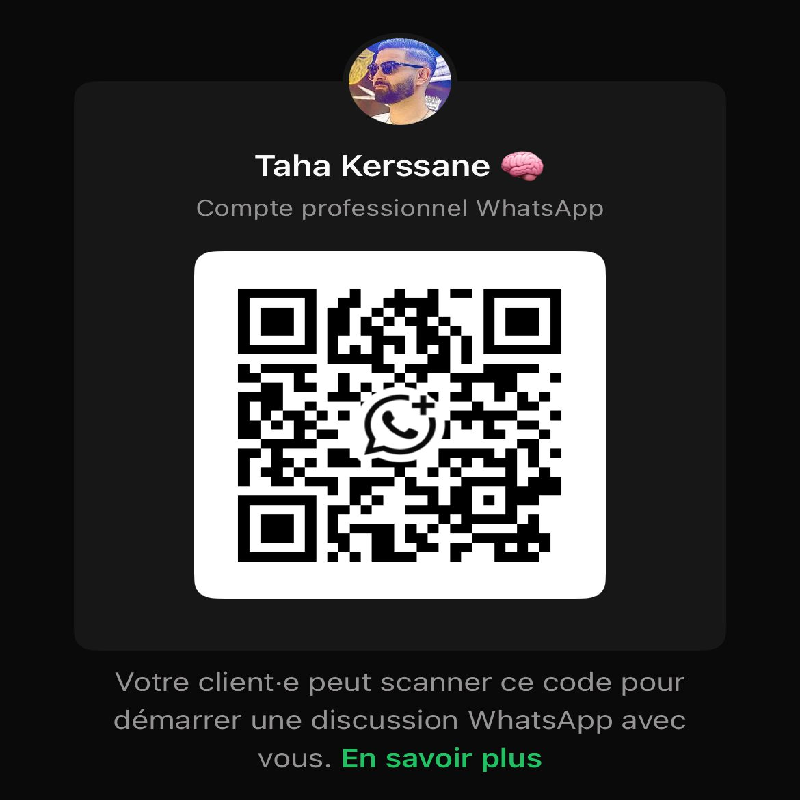 Taha Kerssane 🧠
Compte professionnel WhatsApp
Votre client·e peut scanner ce code pour
démarrer une discussion WhatsApp avec
vous. En savoir plus